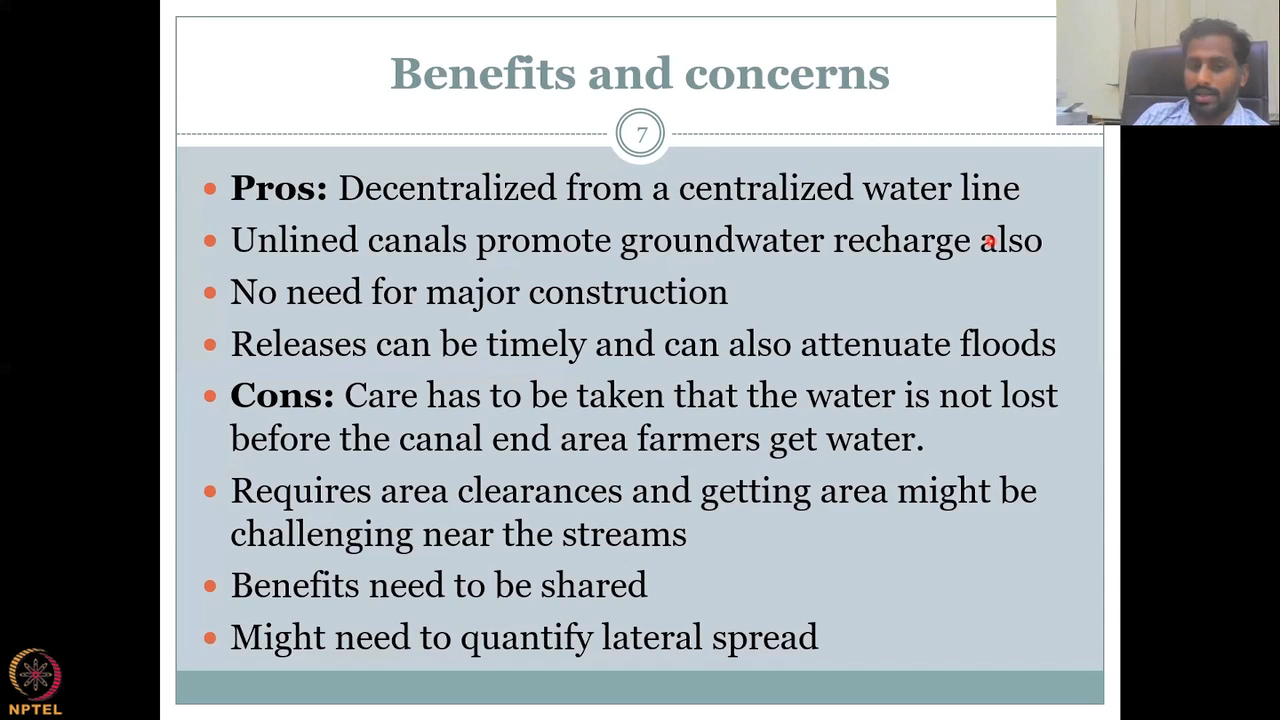 Benefits and concerns
7
• Pros: Decentralized from a centralized water line
• Unlined canals promote groundwater recharge also
• No need for major construction
• Releases can be timely and can also attenuate floods
• Cons: Care has to be taken that the water is not lost
before the canal end area farmers get water.
• Requires area clearances and getting area might be
challenging near the streams
• Benefits need to be shared
• Might need to quantify lateral spread
NPTEL